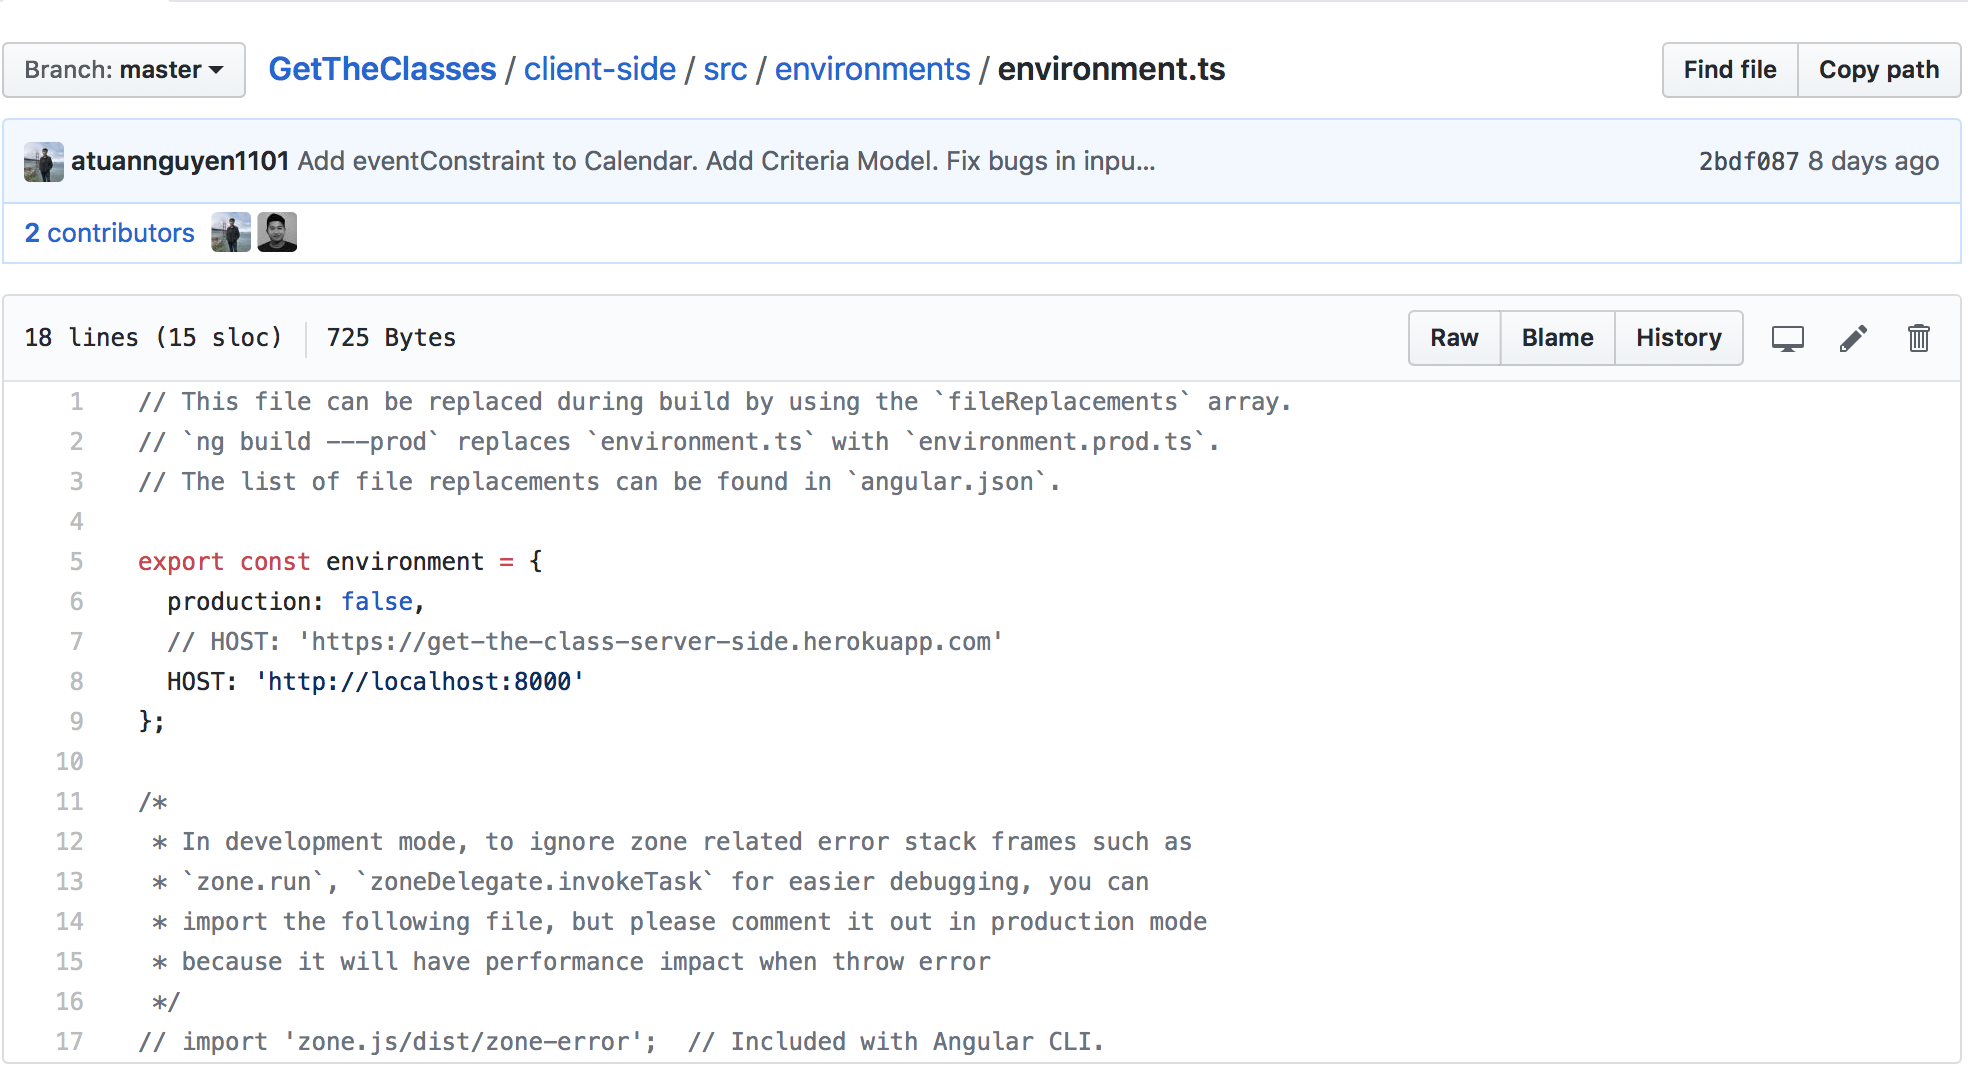 Branch: master
GetTheClasses / client-side / src / environments / environment.ts
Find file
Copy path
atuannguyen1101 Add eventConstraint to Calendar. Add Criteria Model. Fix bugs in inpu...
2bdf087 8 days ago
2 contributors
18 lines (15 sloc)
725 Bytes
Raw
Blame
History
1 // This file can be replaced during build by using the `fileReplacements` array.
2 // `ng build ---prod` replaces `environment.ts` with `environment.prod.ts`.
3 // The list of file replacements can be found in `angular.json`.
4
5 export const environment = {
6   production: false,
7   // HOST: 'https://get-the-class-server-side.herokuapp.com'
8   HOST: 'http://localhost:8000'
9 };
10
11 /*
12  * In development mode, to ignore zone related error stack frames such as
13  * `zone.run`, `zoneDelegate.invokeTask` for easier debugging, you can
14  * import the following file, but please comment it out in production mode
15  * because it will have performance impact when throw error
16  */
17 // import 'zone.js/dist/zone-error';  // Included with Angular CLI.